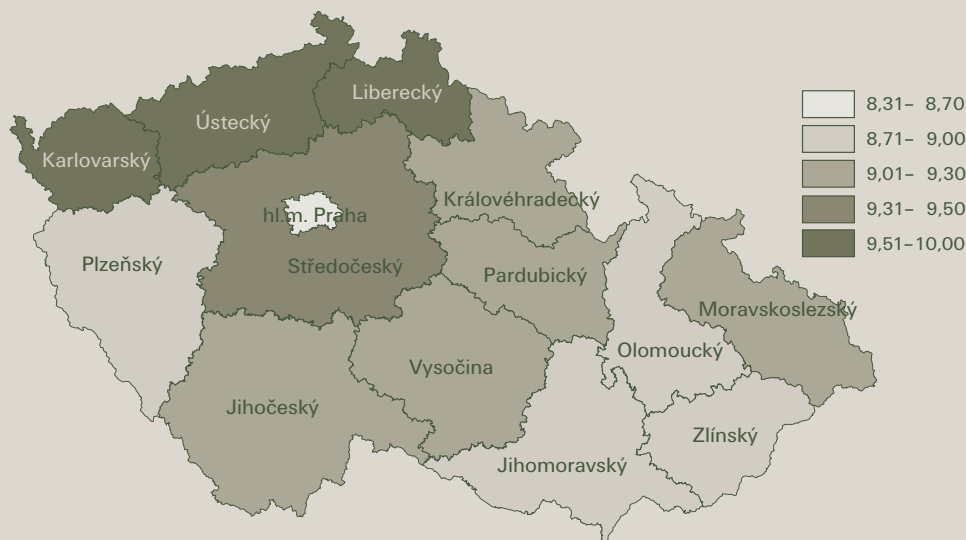 Liberecký
Ústecký
Karlovarský
Královéhradecký
hl.m. Praha
Plzeňský
Středočeský
Pardubický
Moravskoslezský
Olomoucký
Vysočina
Jihočeský
Zlínský
Jihomoravský
8,31– 8,70
8,71– 9,00
9,01– 9,30
9,31– 9,50
9,51–10,00